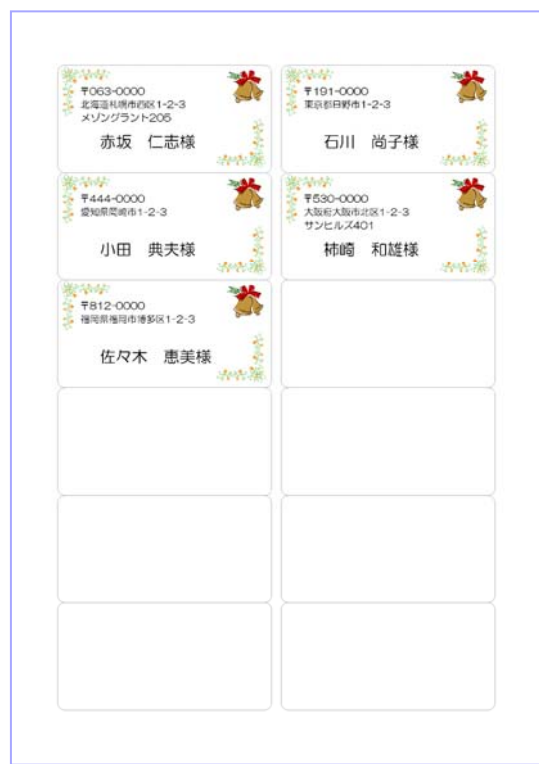 〒063-0000
北海道札幌市西区1-2-3
メゾングラント205
赤坂　仁志様
〒191-0000
東京都日野市1-2-3
石川　尚子様
〒444-0000
愛知県岡崎市1-2-3
小田　典夫様
〒530-0000
大阪府大阪市北区1-2-3
サンヒルズ401
柿崎　和雄様
〒812-0000
福岡県福岡市博多区1-2-3
佐々木　恵美様